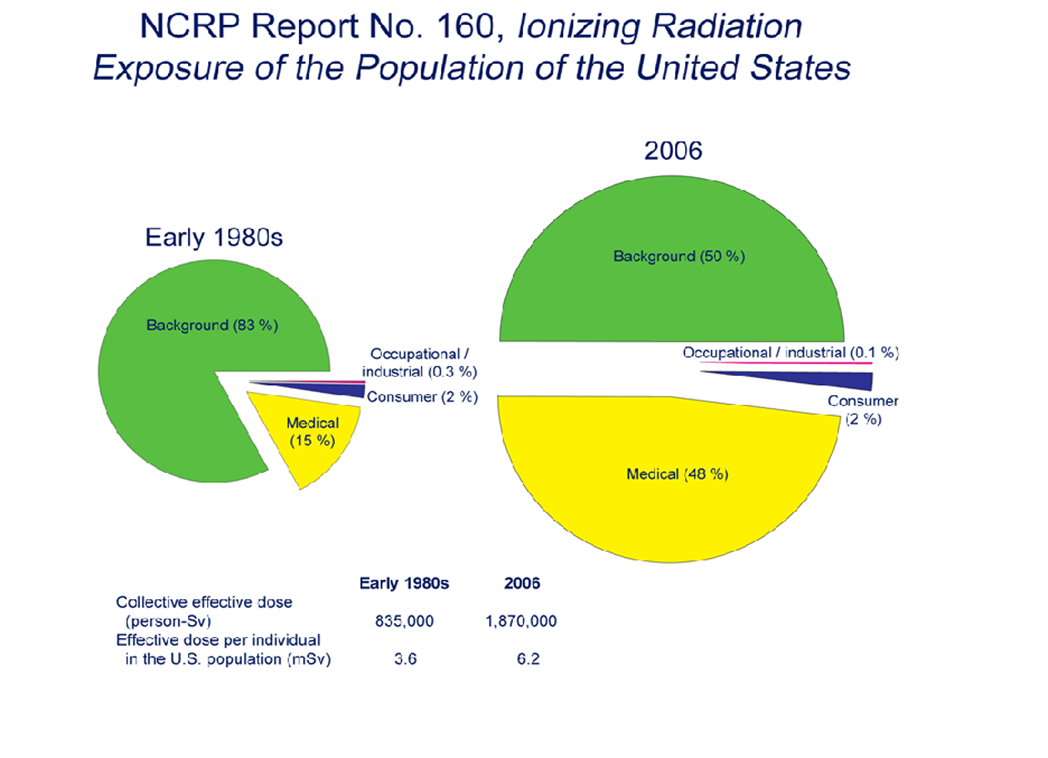 NCRP Report No. 160, Ionizing Radiation
Exposure of the Population of the United States
Early 1980s
Background (83 %)
Occupational /
industrial (0.3 %)
Consumer (2 %)
Medical
(15 %)
2006
Background (50 %)
Occupational / industrial (0.1 %)
Consumer
(2 %)
Medical (48 %)
Early 1980s 2006
Collective effective dose
(person-Sv) 835,000 1,870,000
Effective dose per individual
in the U.S. population (mSv) 3.6 6.2